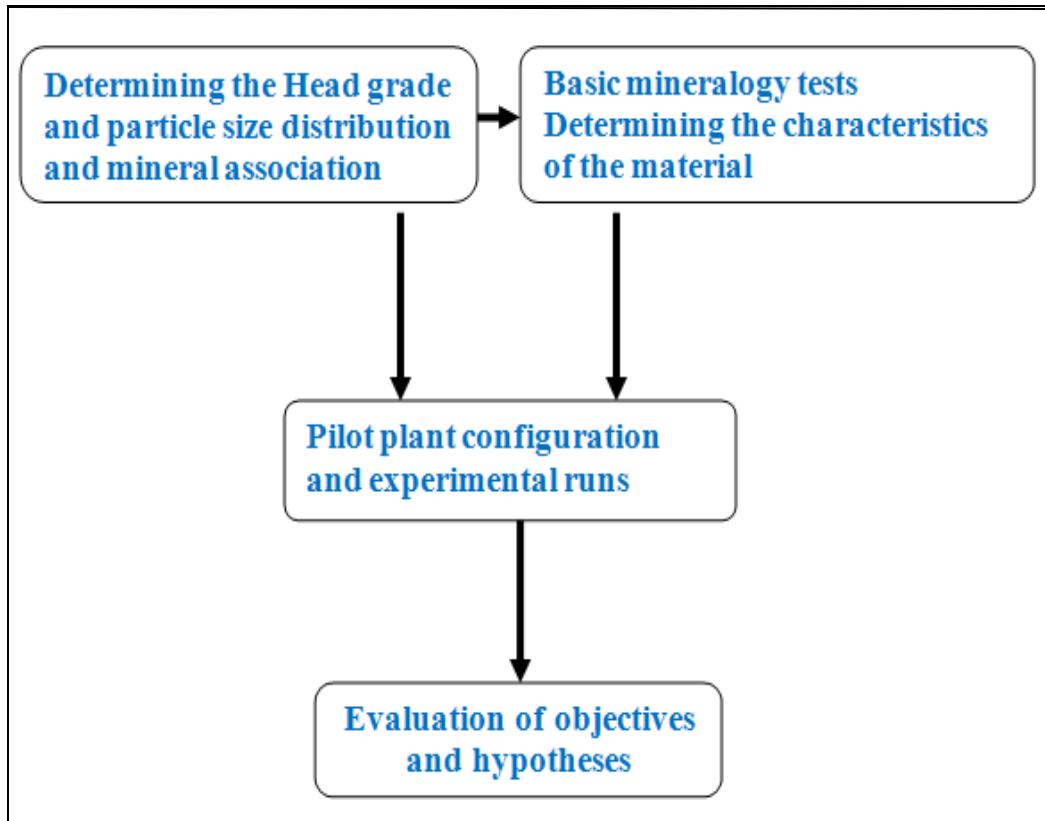 Determining the Head grade
and particle size distribution
and mineral association
Basic mineralogy tests
Determining the characteristics
of the material
Pilot plant configuration
and experimental runs
Evaluation of objectives
and hypotheses